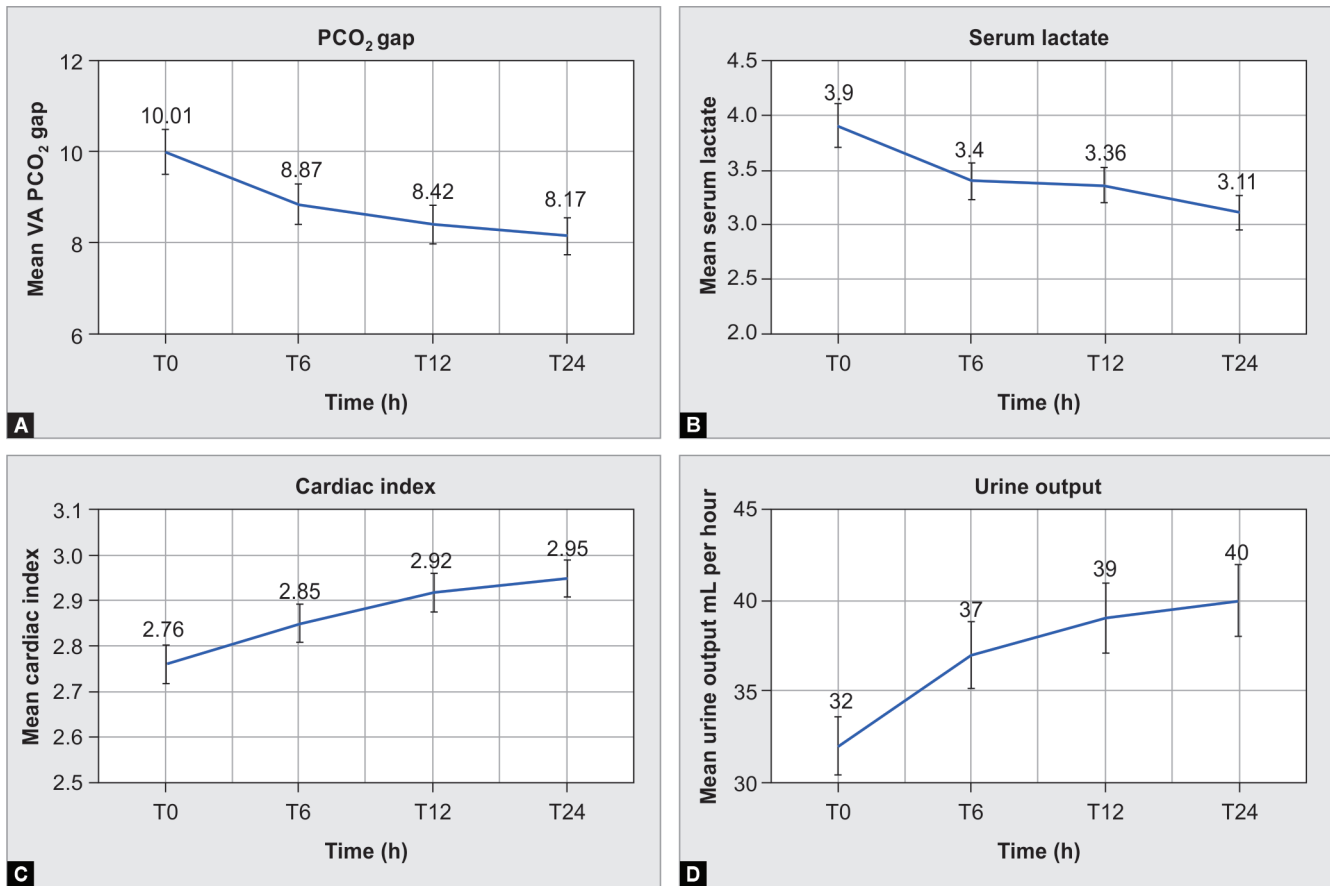 PCO₂ gap
Mean VA PCO₂ gap
12
10
8
6
10.01
8.87
8.42
8.17
T0 T6 T12 T24
Time (h)
A
Serum lactate
Mean serum lactate
4.5
4.0
3.5
3.0
2.5
2.0
3.9
3.4
3.36
3.11
T0 T6 T12 T24
Time (h)
B
Cardiac index
Mean cardiac index
3.1
3.0
2.9
2.8
2.7
2.6
2.5
2.76
2.85
2.92
2.95
T0 T6 T12 T24
Time (h)
C
Urine output
Mean urine output mL per hour
45
40
35
30
32
37
39
40
T0 T6 T12 T24
Time (h)
D